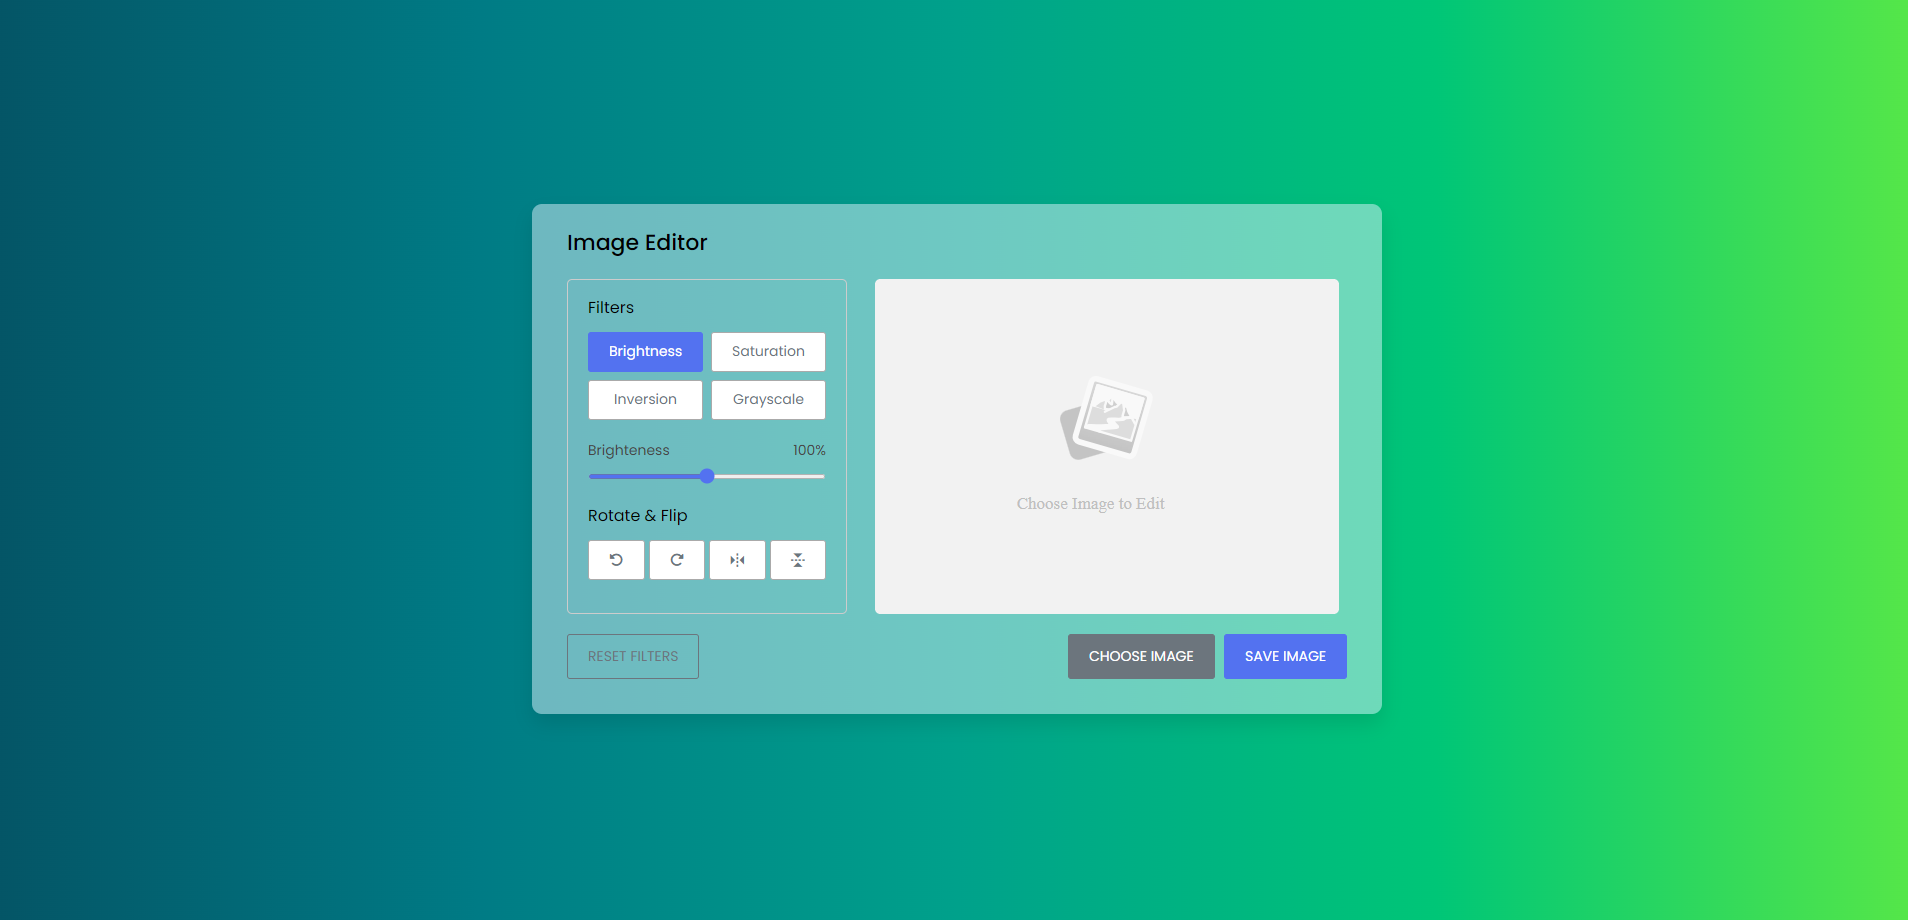 Image Editor
Filters
Brightness
Saturation
Inversion
Grayscale
Brighteness
100%
Rotate & Flip
Choose Image to Edit
RESET FILTERS
CHOOSE IMAGE
SAVE IMAGE